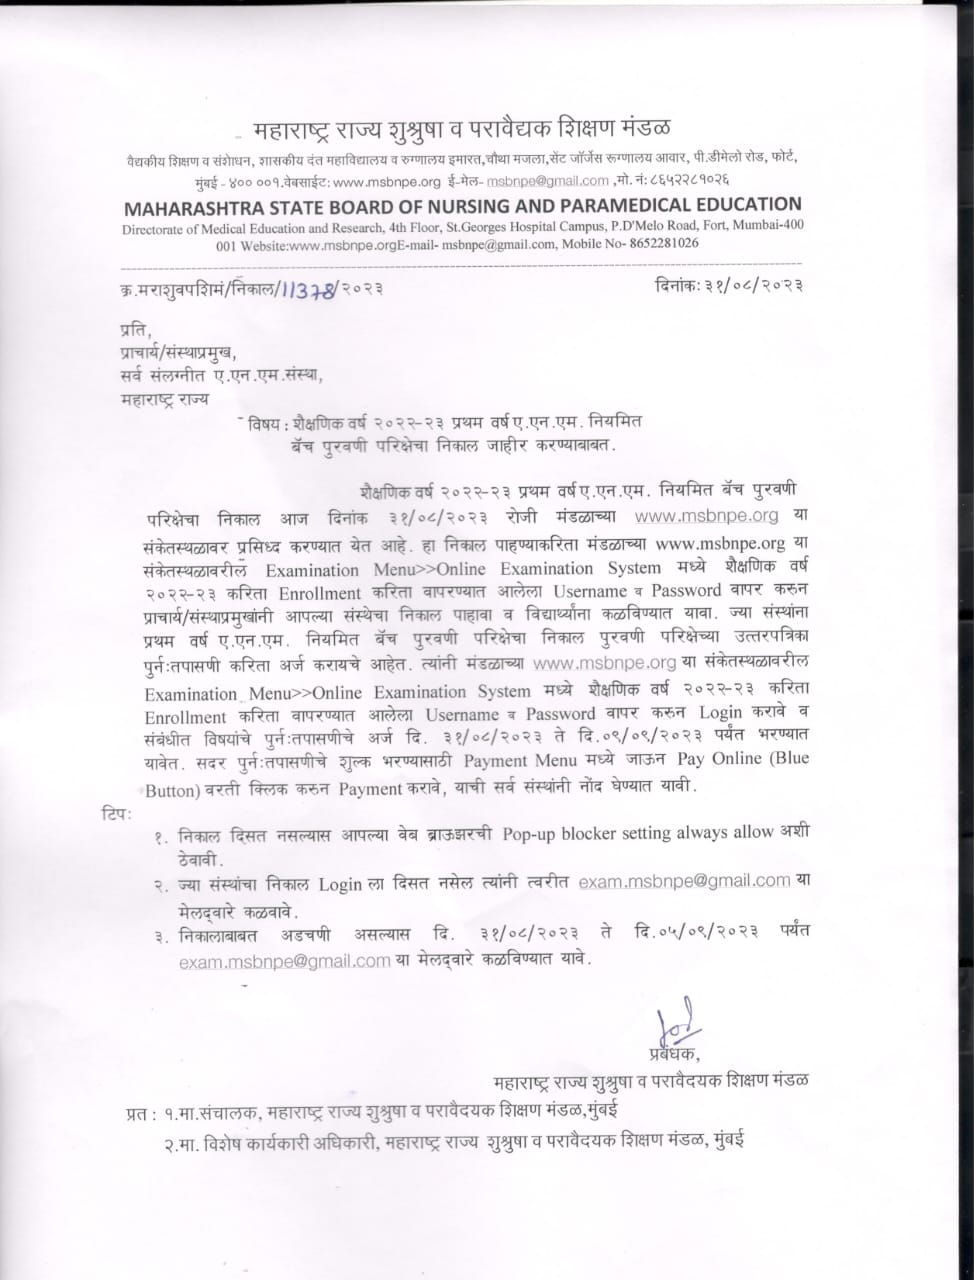 महाराष्ट्र राज्य शुश्रुषा व परावैद्यक शिक्षण मंडळ
वैद्यकीय शिक्षण व संशोधन, शासकीय दंत महाविद्यालय व रुग्णालय इमारत,चौथा मजला,सेंट जॉर्जेस रूग्णालय आवार, पी.डीमेलो रोड, फोर्ट,
मुंबई - ४०० ००१.वेबसाईट: www.msbnpe.org ई-मेल- msbnpe@gmail.com ,मो. नं: ८६५२२८१०२६
MAHARASHTRA STATE BOARD OF NURSING AND PARAMEDICAL EDUCATION
Directorate of Medical Education and Research, 4th Floor, St.Georges Hospital Campus, P.D'Melo Road, Fort, Mumbai-400
001 Website:www.msbnpe.orgE-mail- msbnpe@gmail.com, Mobile No- 8652281026
क्र.मराशुवपशिमं/निकाल/11378/२०२३ दिनांक: ३१/०८/२०२३
प्रति,
प्राचार्य/संस्थाप्रमुख,
सर्व संलग्नीत ए.एन.एम.संस्था,
महाराष्ट्र राज्य
विषय : शैक्षणिक वर्ष २०२२-२३ प्रथम वर्ष ए.एन.एम. नियमित
बॅच पुरवणी परिक्षेचा निकाल जाहीर करण्याबाबत.
शैक्षणिक वर्ष २०२२-२३ प्रथम वर्ष ए.एन.एम. नियमित बॅच पुरवणी
परिक्षेचा निकाल आज दिनांक ३१/०८/२०२३ रोजी मंडळाच्या www.msbnpe.org या
संकेतस्थळावर प्रसिध्द करण्यात येत आहे. हा निकाल पाहण्याकरिता मंडळाच्या www.msbnpe.org या
संकेतस्थळावरील Examination Menu>>Online Examination System मध्ये शैक्षणिक वर्ष
२०२२-२३ करिता Enrollment करिता वापरण्यात आलेला Username व Password वापर करून
प्राचार्य/संस्थाप्रमुखांनी आपल्या संस्थेचा निकाल पाहावा व विद्यार्थ्यांना कळविण्यात यावा. ज्या संस्थांना
प्रथम वर्ष ए.एन.एम. नियमित बॅच पुरवणी परिक्षेचा निकाल पुरवणी परिक्षेच्या उत्तरपत्रिका
पुर्न:तपासणी करिता अर्ज करायचे आहेत. त्यांनी मंडळाच्या www.msbnpe.org या संकेतस्थळावरील
Examination Menu>>Online Examination System मध्ये शैक्षणिक वर्ष २०२२-२३ करिता
Enrollment करिता वापरण्यात आलेला Username व Password वापर करून Login करावे व
संबंधीत विषयांचे पुर्न:तपासणीचे अर्ज दि. ३१/०८/२०२३ ते दि.०९/०९/२०२३ पर्यंत भरण्यात
यावेत. सदर पुर्न:तपासणीचे शुल्क भरण्यासाठी Payment Menu मध्ये जाऊन Pay Online (Blue
Button) वरती क्लिक करून Payment करावे, याची सर्व संस्थांनी नोंद घेण्यात यावी.
टिप:
१. निकाल दिसत नसल्यास आपल्या वेब ब्राऊझरची Pop-up blocker setting always allow अशी
ठेवावी.
२. ज्या संस्थांचा निकाल Login ला दिसत नसेल त्यांनी त्वरीत exam.msbnpe@gmail.com या
मेलद्वारे कळवावे.
३. निकालाबाबत अडचणी असल्यास दि. ३१/०८/२०२३ ते दि.०५/०९/२०२३ पर्यंत
exam.msbnpe@gmail.com या मेलद्वारे कळविण्यात यावे.
प्रबंधक,
महाराष्ट्र राज्य शुश्रुषा व परावैदयक शिक्षण मंडळ
प्रत : १.मा.संचालक, महाराष्ट्र राज्य शुश्रुषा व परावैदयक शिक्षण मंडळ,मुंबई
२.मा. विशेष कार्यकारी अधिकारी, महाराष्ट्र राज्य शुश्रुषा व परावैदयक शिक्षण मंडळ, मुंबई